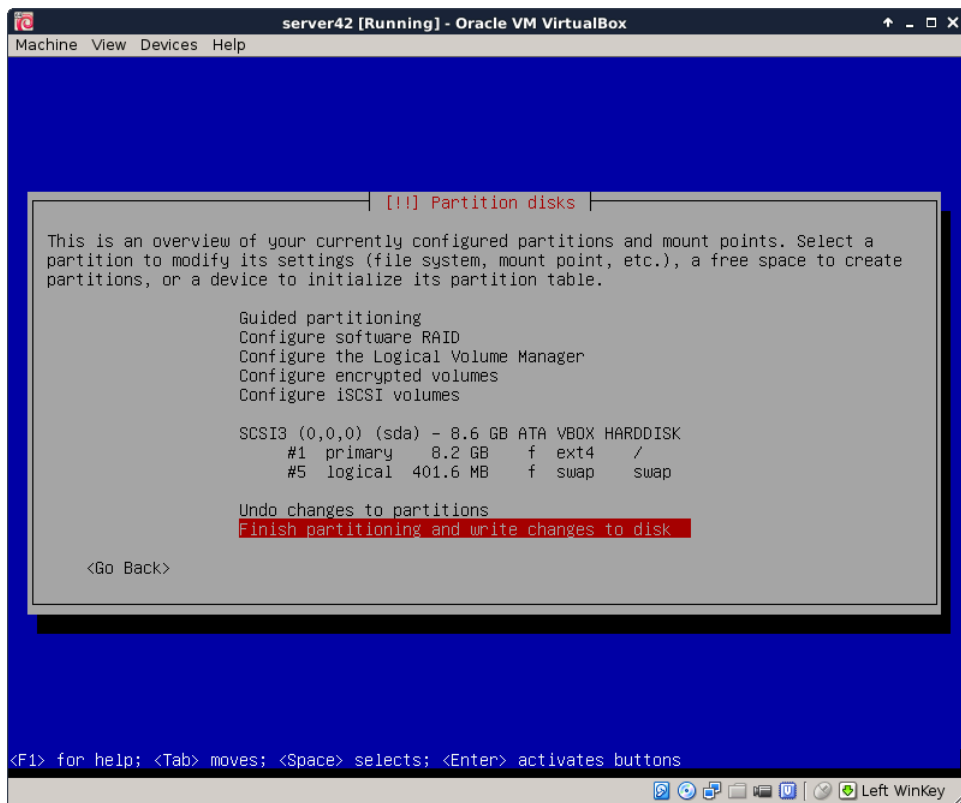 server42 [Running] - Oracle VM VirtualBox
Machine View Devices Help
[!!] Partition disks
This is an overview of your currently configured partitions and mount points. Select a
partition to modify its settings (file system, mount point, etc.), a free space to create
partitions, or a device to initialize its partition table.
Guided partitioning
Configure software RAID
Configure the Logical Volume Manager
Configure encrypted volumes
Configure iSCSI volumes
SCSI3 (0,0,0) (sda) - 8.6 GB ATA VBOX HARDDISK
#1 primary 8.2 GB f ext4 /
#5 logical 401.6 MB f swap swap
Undo changes to partitions
Finish partitioning and write changes to disk
<Go Back>
<F1> for help; <Tab> moves; <Space> selects; <Enter> activates buttons
Left WinKey